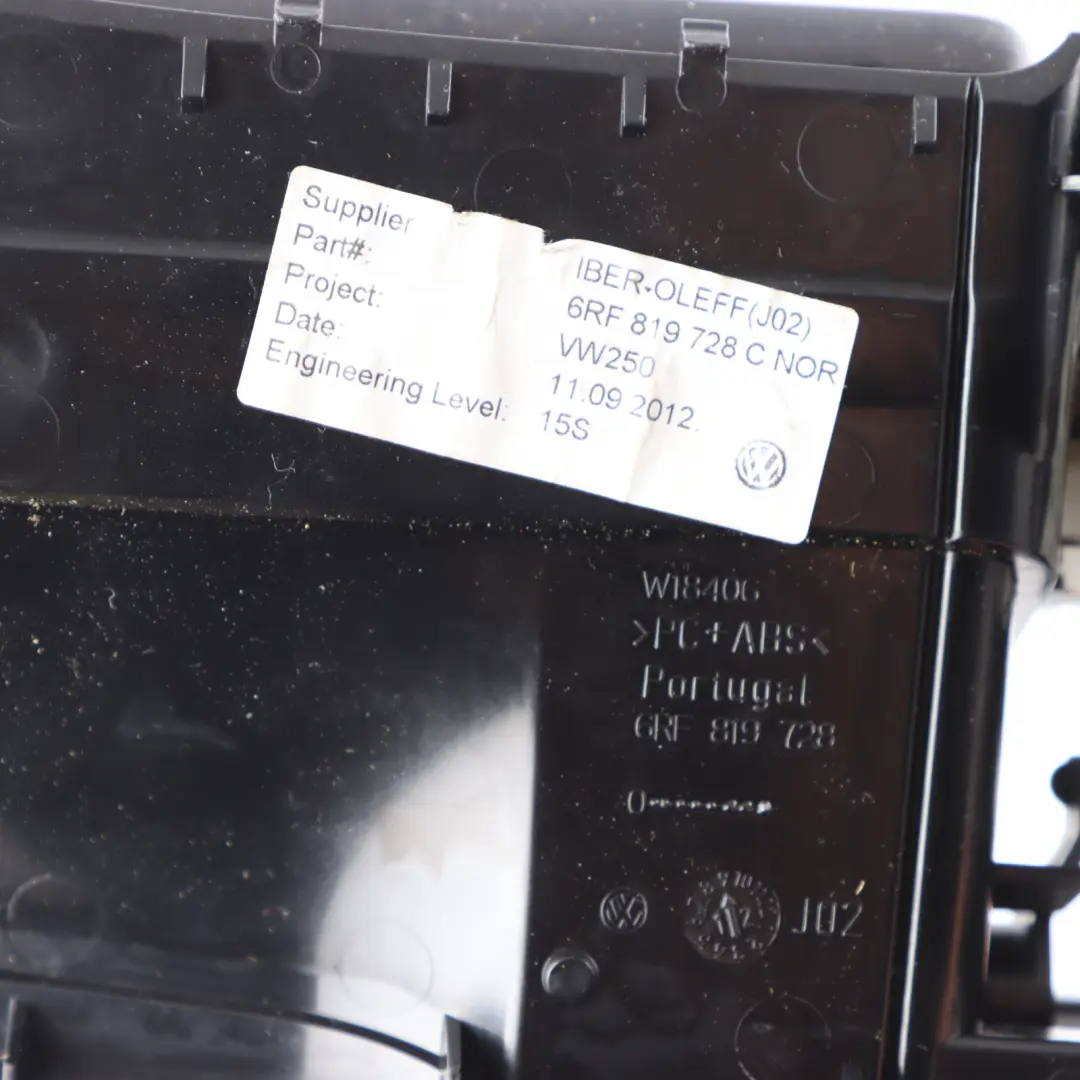 Supplier IBER-OLEFF(J02)
Part#: 6RF 819 728 C NOR
Project: VW250
Date: 11.09 2012.
Engineering Level: 15S
W18406
>PC+ABS<
Portugal
6RF 819 728
J02